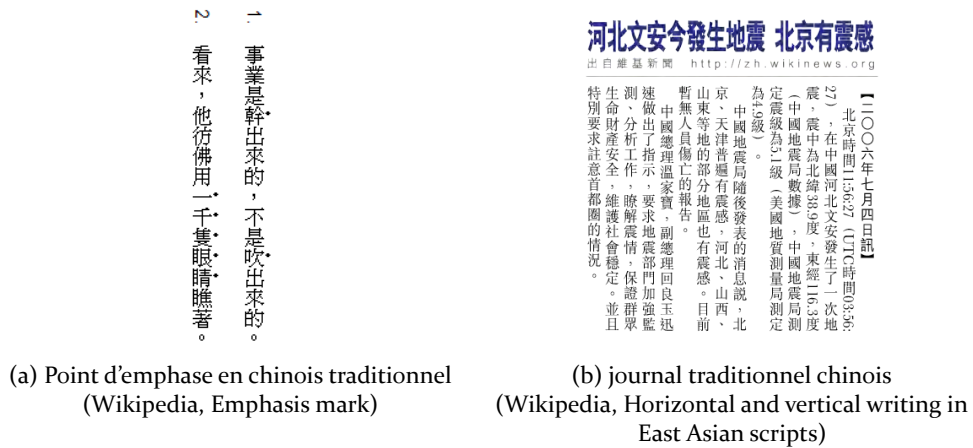 1. 事業是幹出來的，不是吹出來的。
2. 看來，他彷佛用一千隻眼睛瞧著。
(a) Point d'emphase en chinois traditionnel
(Wikipedia, Emphasis mark)
河北文安今發生地震 北京有震感
出自維基新聞 http://zh.wikinews.org
【二〇〇六年七月四日訊】
北京時間11:56:27（UTC時間03:56:
27），在中國河北文安發生了一次地
震，震中為北緯38.9度，東經116.3度
（中國地震局數據），中國地震局測
定震級為5.1級（美國地質測量局測定
為4.9級）。
中國地震局隨後發表的消息說，北
京、天津普遍有震感，河北、山西、
山東等地的部分地區也有震感。目前
暫無人員傷亡的報告。
中國總理溫家寶，副總理回良玉迅
速做出了指示，要求地震部門加強監
測、分析工作，瞭解震情，保證群眾
生命財產安全，維護社會穩定。並且
特別要求註意首都圈的情況。
(b) journal traditionnel chinois
(Wikipedia, Horizontal and vertical writing in
East Asian scripts)